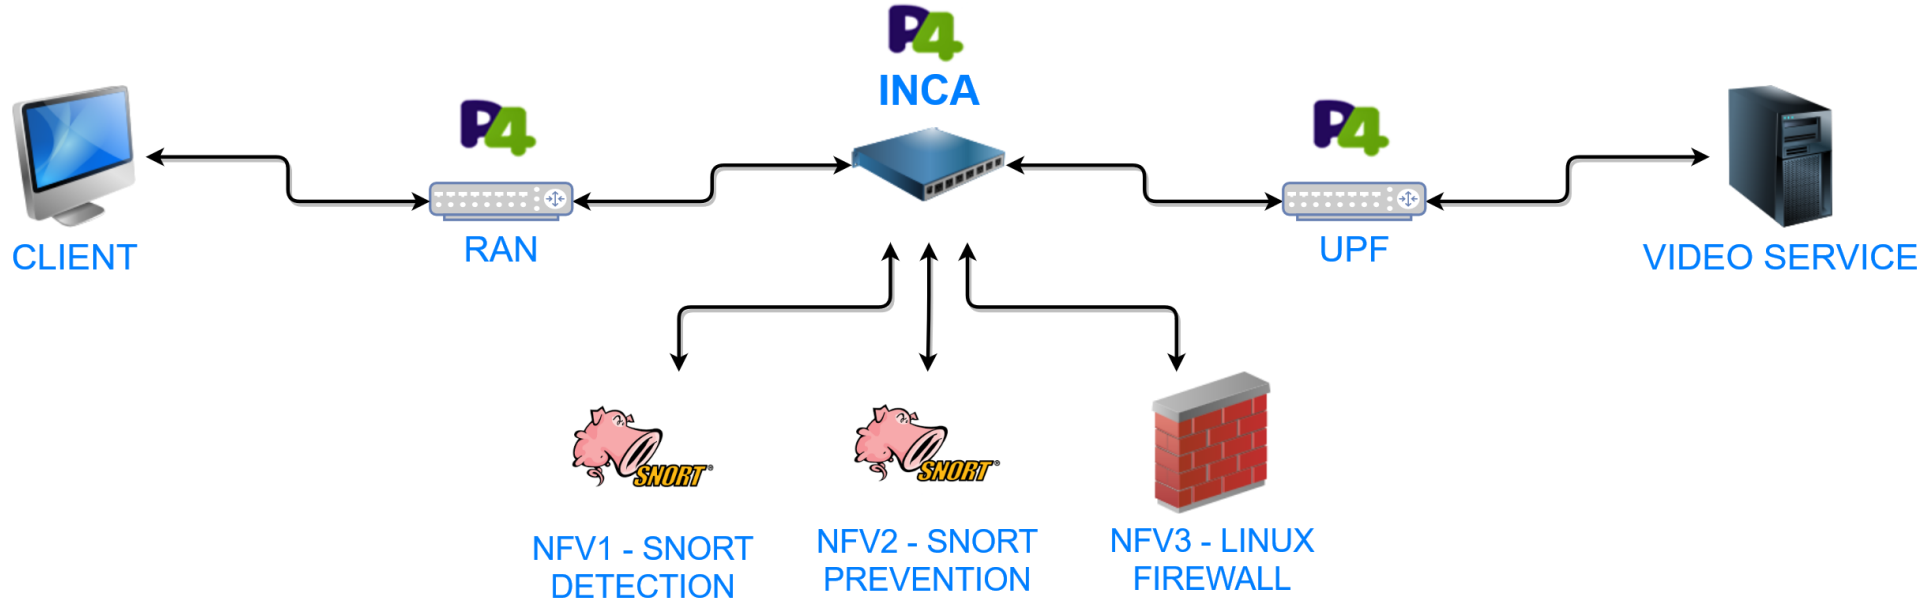 P4
INCA
P4
P4
CLIENT
RAN
UPF
VIDEO SERVICE
SNORT®
SNORT®
NFV1 - SNORT
DETECTION
NFV2 - SNORT
PREVENTION
NFV3 - LINUX
FIREWALL